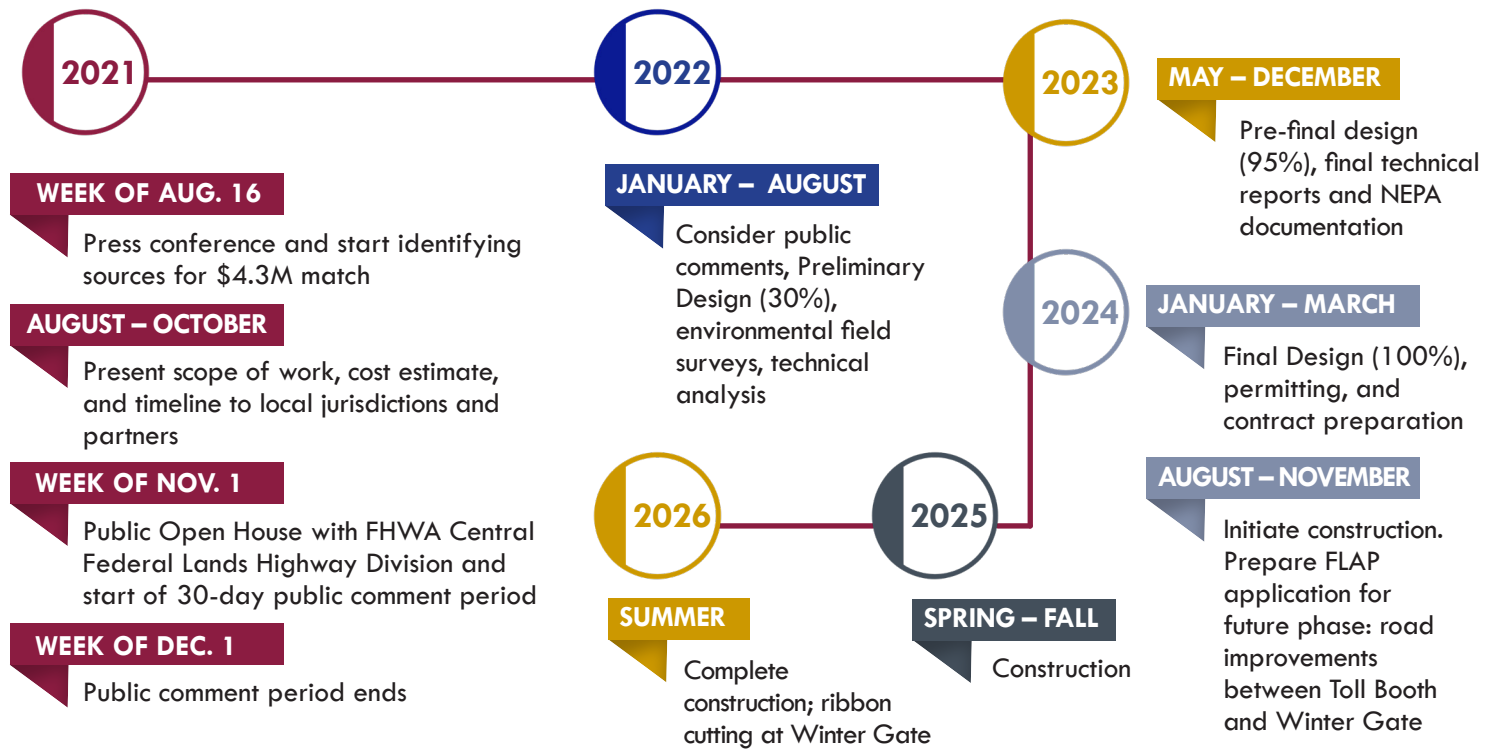 2021
WEEK OF AUG. 16
Press conference and start identifying
sources for $4.3M match
AUGUST – OCTOBER
Present scope of work, cost estimate,
and timeline to local jurisdictions and
partners
WEEK OF NOV. 1
Public Open House with FHWA Central
Federal Lands Highway Division and
start of 30-day public comment period
WEEK OF DEC. 1
Public comment period ends
2022
JANUARY – AUGUST
Consider public
comments, Preliminary
Design (30%),
environmental field
surveys, technical
analysis
2023
MAY – DECEMBER
Pre-final design
(95%), final technical
reports and NEPA
documentation
2024
JANUARY – MARCH
Final Design (100%),
permitting, and
contract preparation
AUGUST – NOVEMBER
Initiate construction.
Prepare FLAP
application for
future phase: road
improvements
between Toll Booth
and Winter Gate
2025
SPRING – FALL
Construction
2026
SUMMER
Complete
construction; ribbon
cutting at Winter Gate